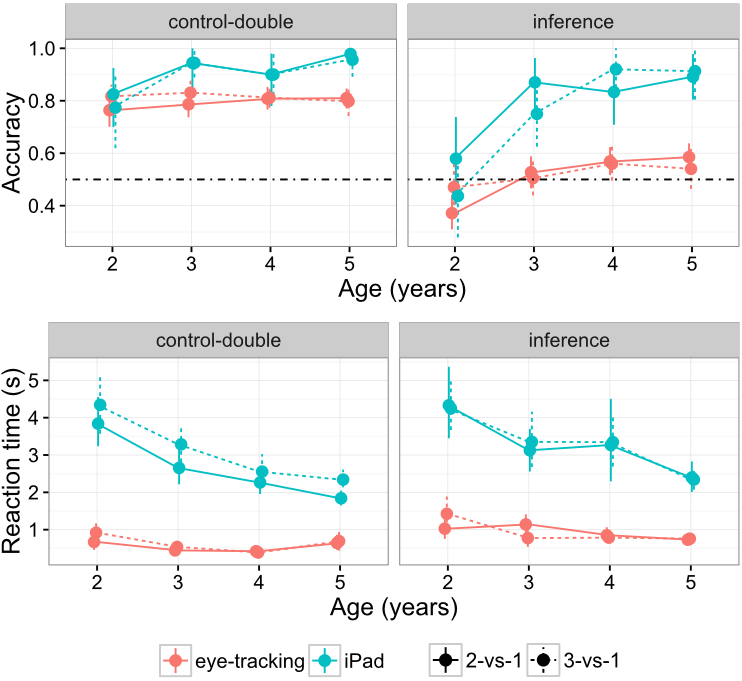 control-double inference
1.0
0.8
0.6
0.4
Accuracy
2 3 4 5 2 3 4 5
Age (years)
control-double inference
5
4
3
2
1
Reaction time (s)
2 3 4 5 2 3 4 5
Age (years)
eye-tracking iPad 2-vs-1 3-vs-1